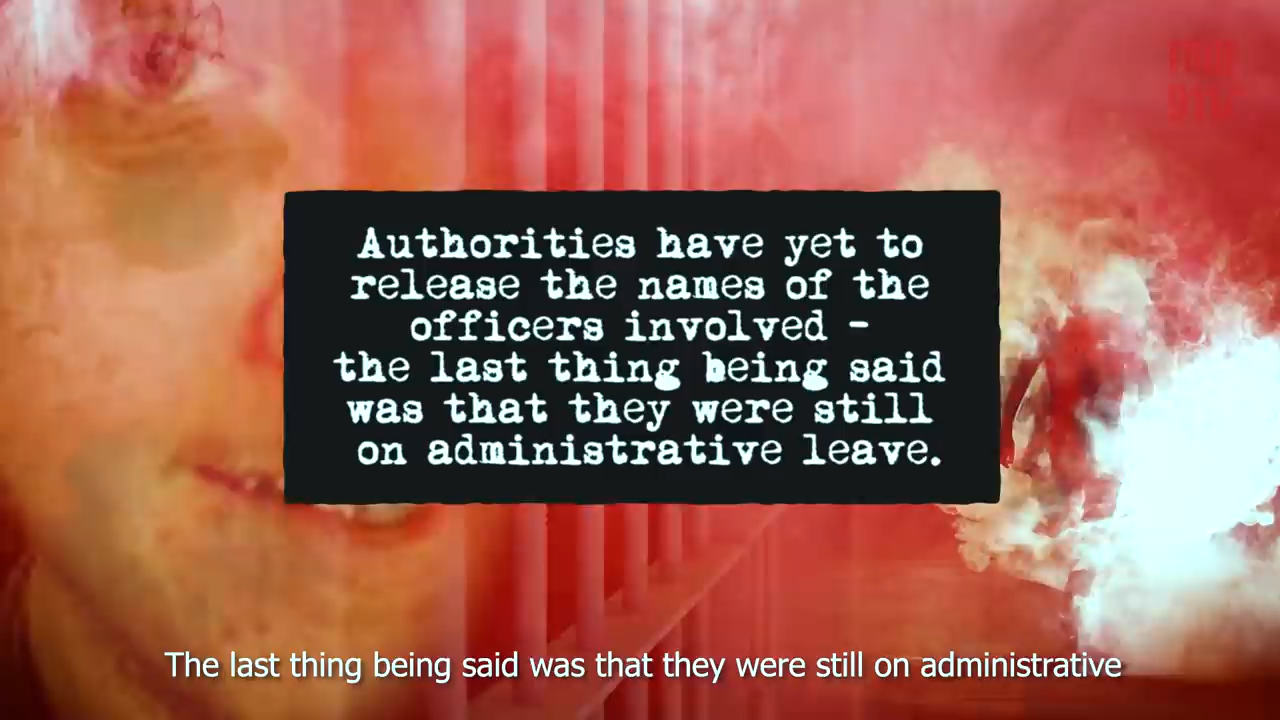 Authorities have yet to
release the names of the
officers involved -
the last thing being said
was that they were still
on administrative leave.
The last thing being said was that they were still on administrative